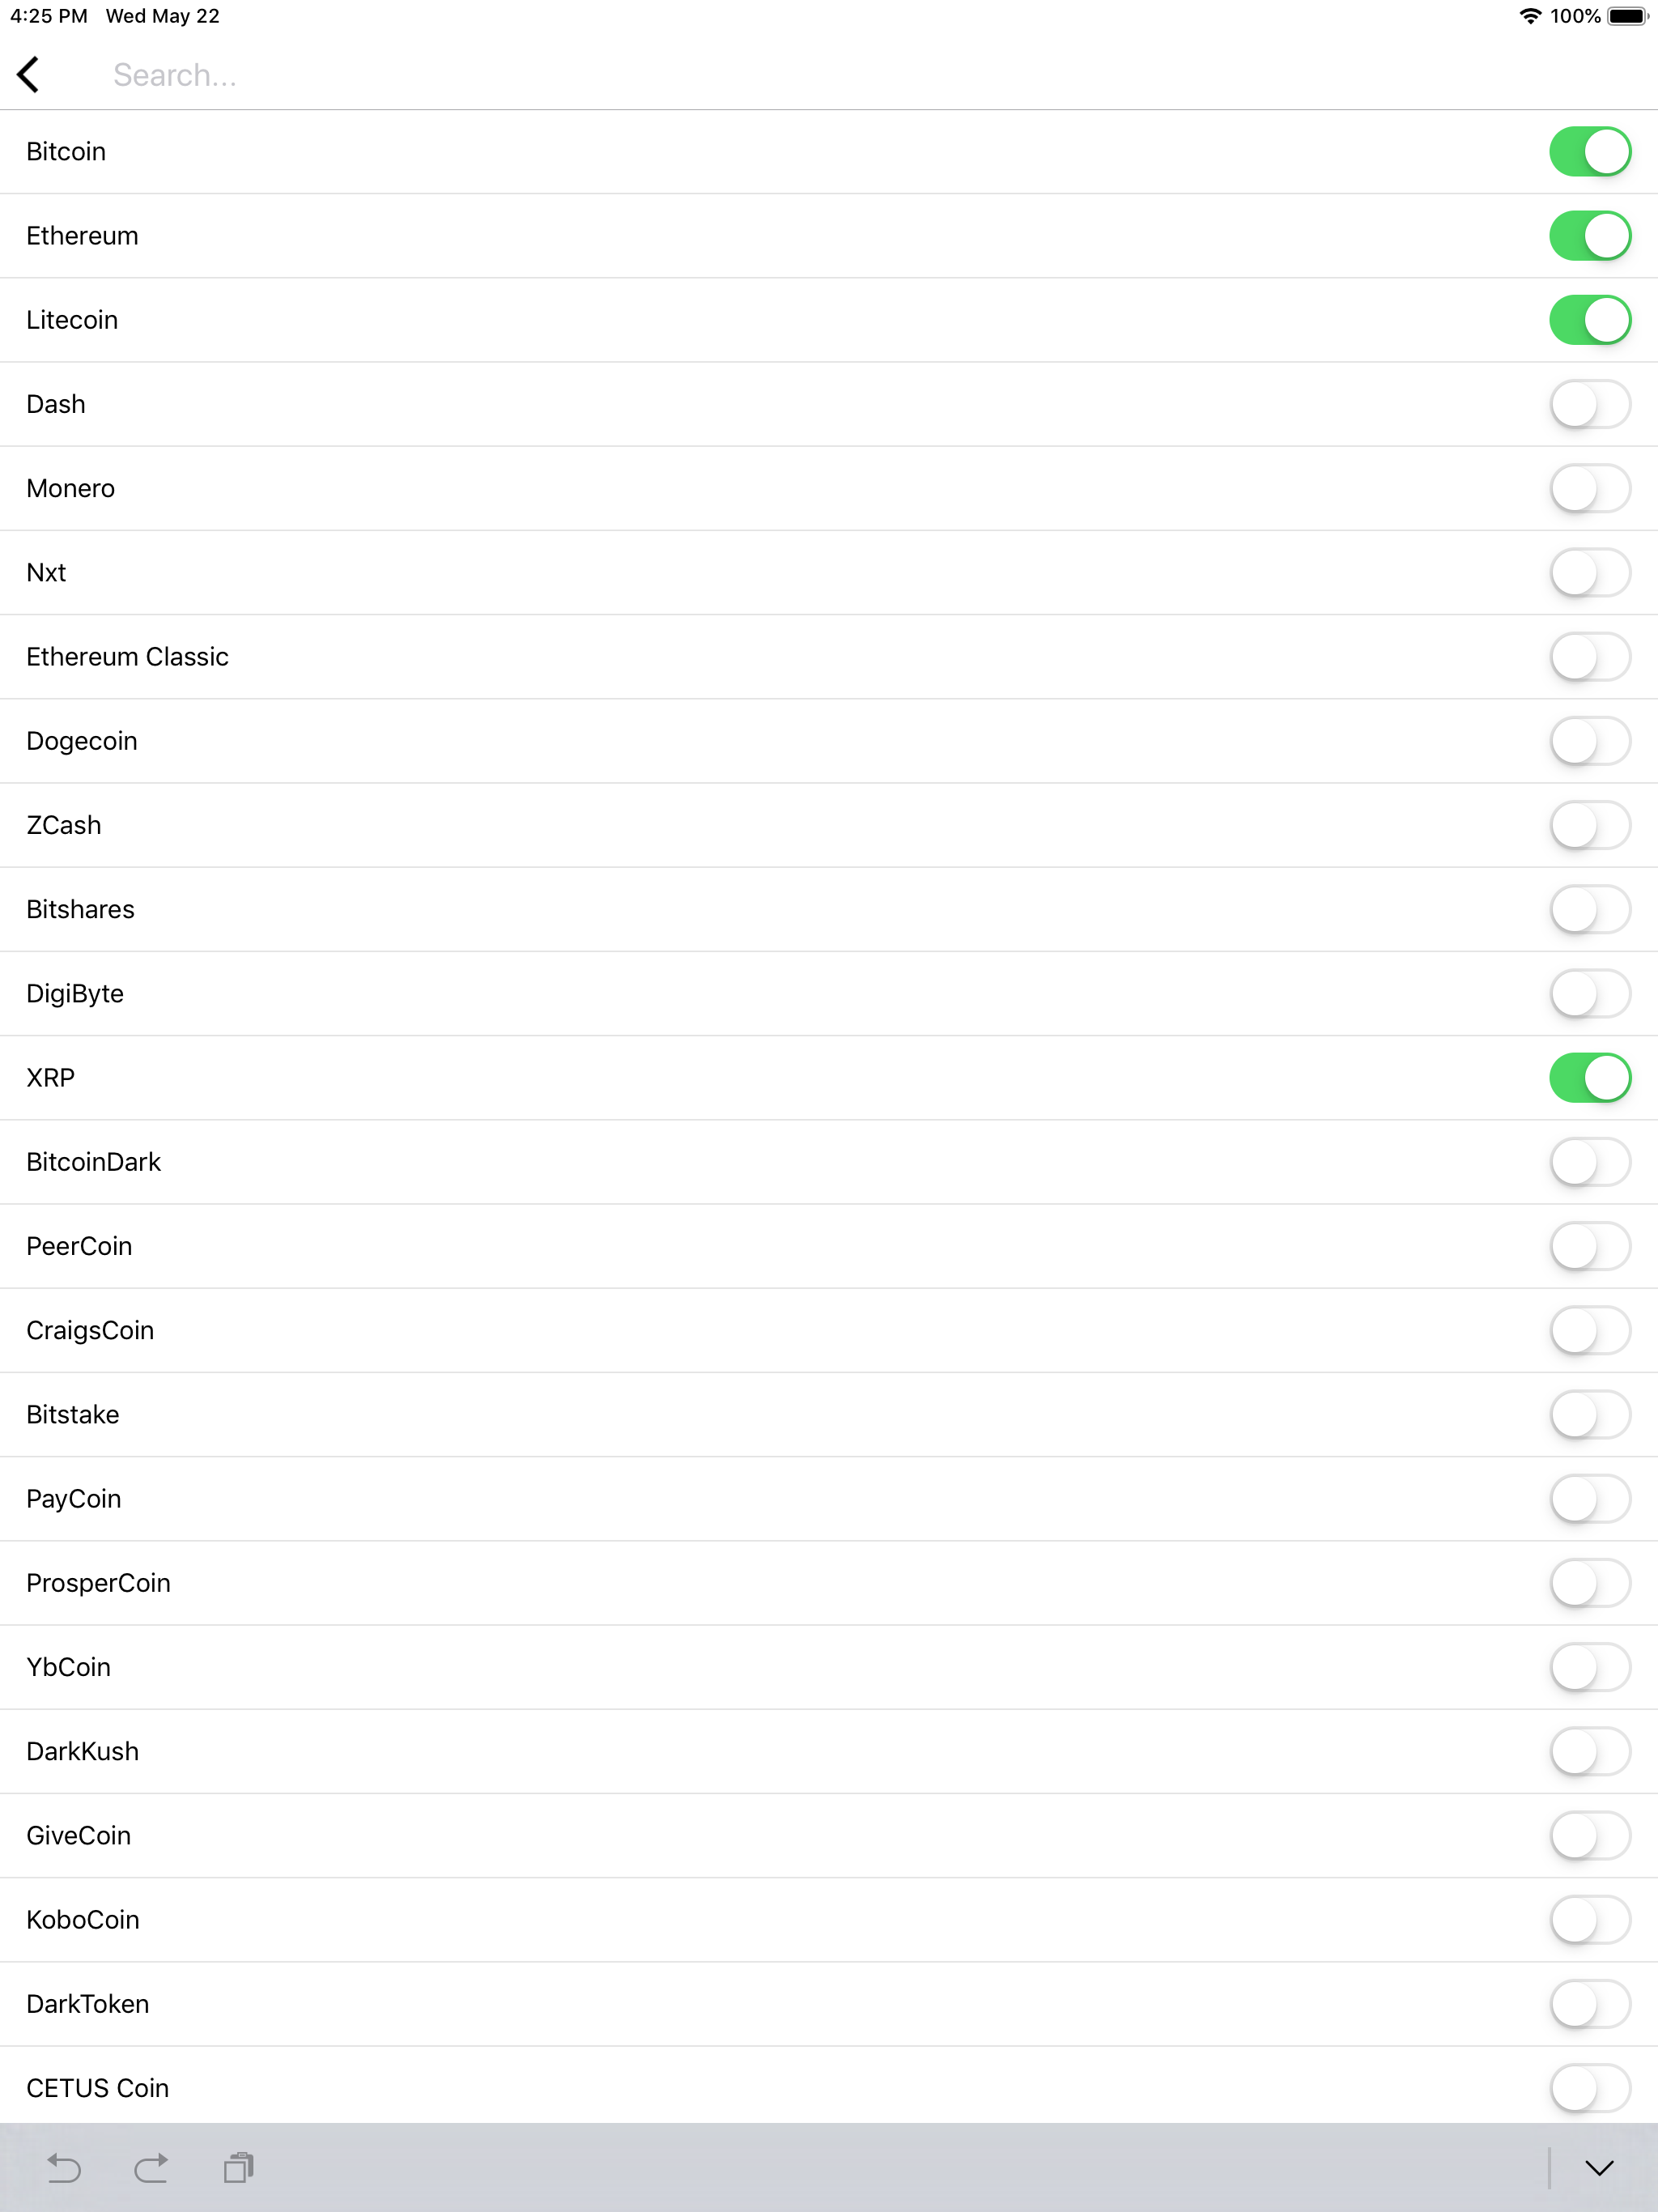 4:25 PM Wed May 22 100%
Search...
Bitcoin
Ethereum
Litecoin
Dash
Monero
Nxt
Ethereum Classic
Dogecoin
ZCash
Bitshares
DigiByte
XRP
BitcoinDark
PeerCoin
CraigsCoin
Bitstake
PayCoin
ProsperCoin
YbCoin
DarkKush
GiveCoin
KoboCoin
DarkToken
CETUS Coin